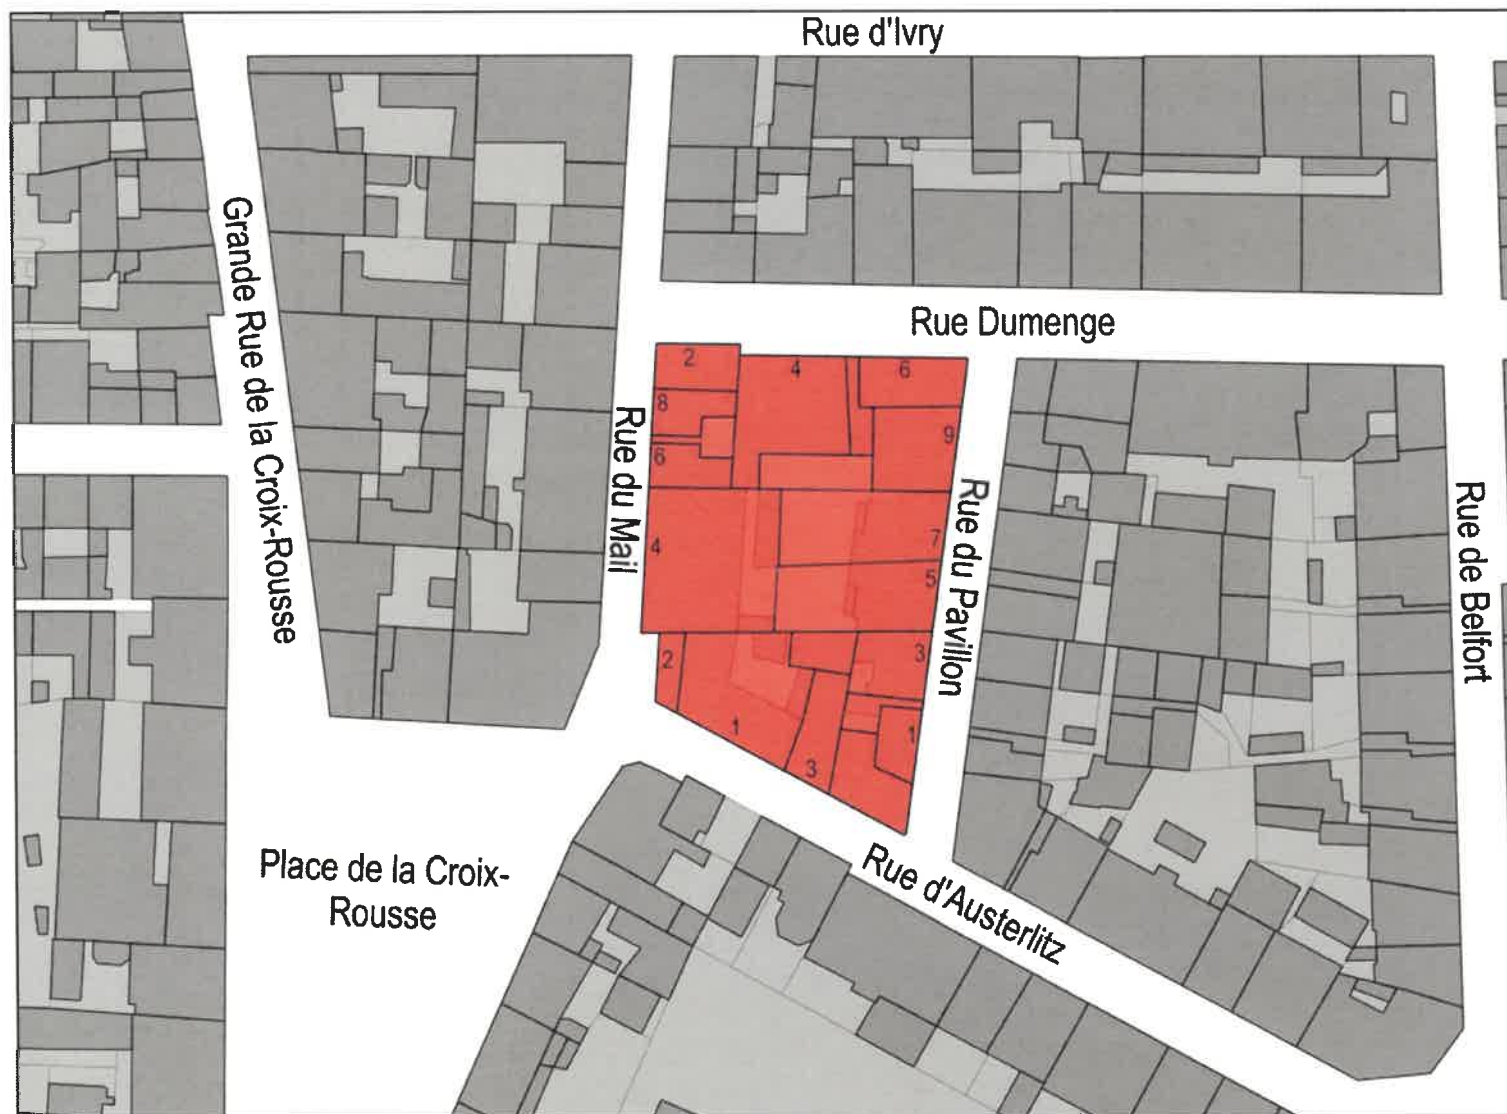 Rue d'Ivry
Grande Rue de la Croix-Rousse
Rue Dumenge
2
4
6
8
9
Rue du Mail
6
4
7
5
Rue du Pavillon
Rue de Belfort
2
3
1
1
3
Place de la Croix-
Rousse
Rue d'Austerlitz